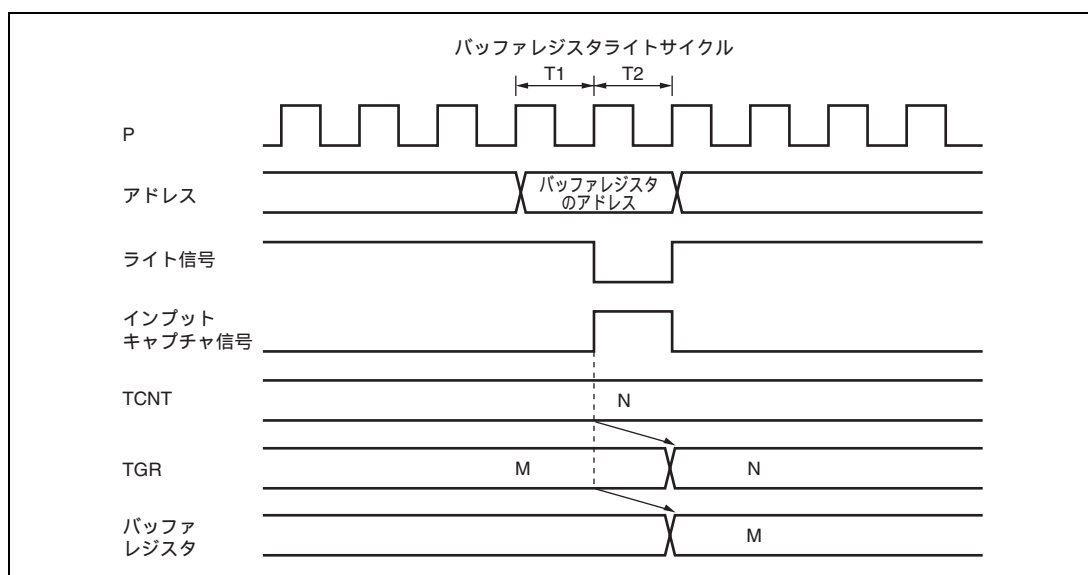 バッファレジスタライトサイクル
T1 T2
P
アドレス
バッファレジスタ
のアドレス
ライト信号
インプット
キャプチャ信号
TCNT
N
TGR
M N
バッファ
レジスタ
M